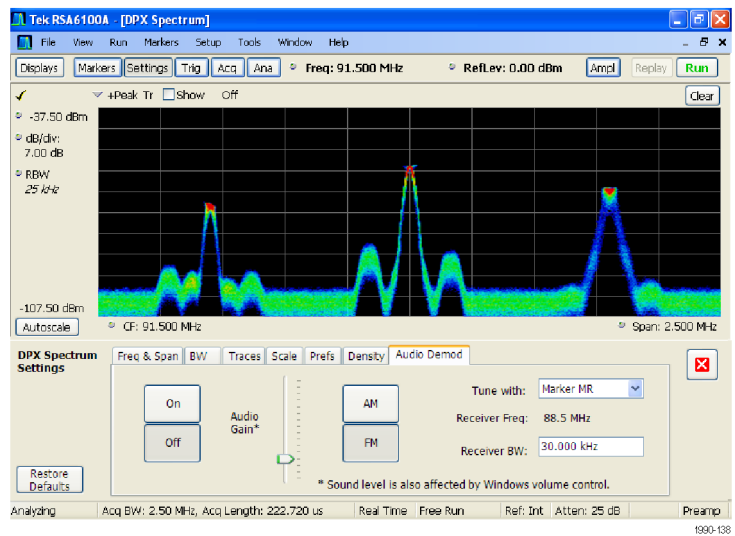 Tek RSA6100A - [DPX Spectrum]
File View Run Markers Setup Tools Window Help
Displays Markers Settings Trig Acq Ana Freq: 91.500 MHz RefLev: 0.00 dBm Ampl Replay Run
+Peak Tr Show Off Clear
-37.50 dBm
dB/div:
7.00 dB
RBW
25 kHz
-107.50 dBm
Autoscale CF: 91.500 MHz Span: 2.500 MHz
DPX Spectrum Settings
Freq & Span BW Traces Scale Prefs Density Audio Demod
On
Off
Audio Gain*
AM
FM
Tune with: Marker MR
Receiver Freq: 88.5 MHz
Receiver BW: 30.000 kHz
* Sound level is also affected by Windows volume control.
Restore Defaults
Analyzing Acq BW: 2.50 MHz, Acq Length: 222.720 us Real Time Free Run Ref: Int Atten: 25 dB Preamp
1990-138